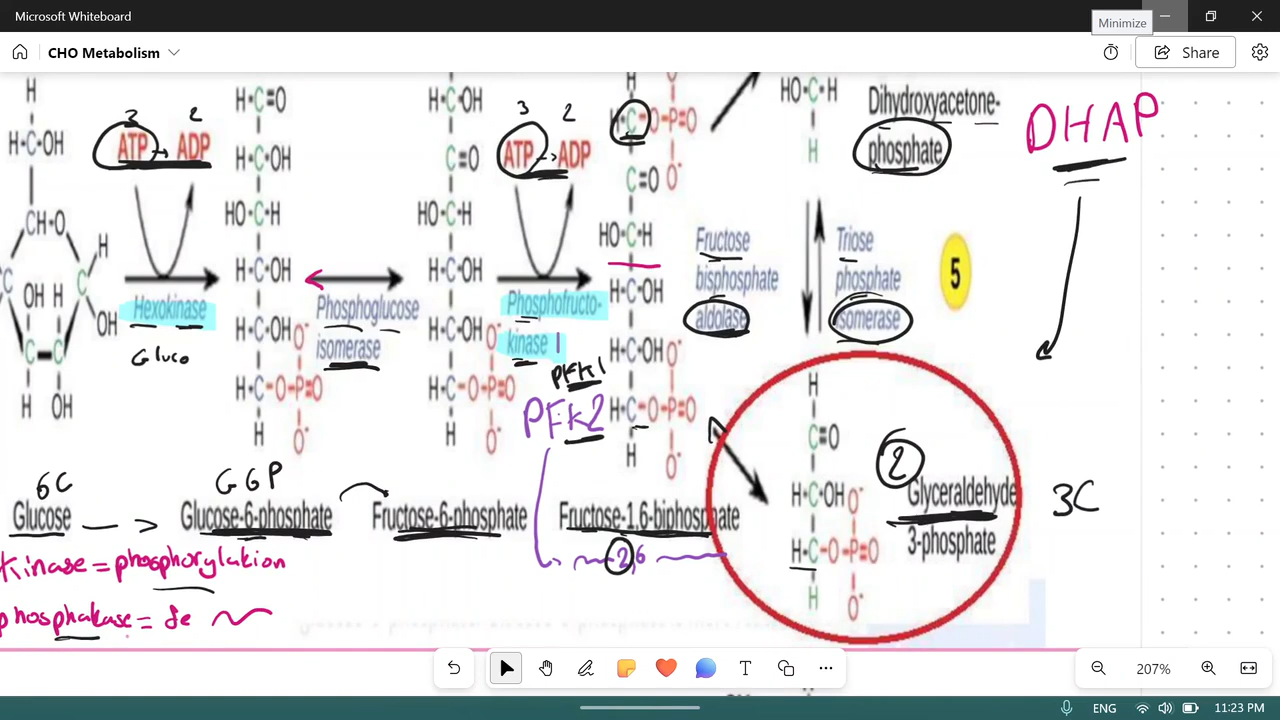 Microsoft Whiteboard
Minimize
CHO Metabolism
Share
3 2
ATP → ADP
Hexokinase
Gluco
Phosphoglucose
isomerase
3 2
ATP → ADP
Phosphofructo-
kinase 1
PFK1
PFK2
Fructose
bisphosphate
aldolase
Dihydroxyacetone-
phosphate
DHAP
Triose
phosphate
isomerase
5
2
Glyceraldehyde
3-phosphate
3C
6C
Glucose
G6P
Glucose-6-phosphate
Fructose-6-phosphate
Fructose-1,6-biphosphate
2,6
kinase = phosphorylation
phosphatase = de
H
H·C-OH
CH-O
H
C
C
OH H
OH
C C
H OH
H·C=O
H·C·OH
HO·C·H
H·C·OH
H·C·OH O-
H·C-O-P=O
H O-
H·C·OH
C=O
HO·C·H
H·C·OH
H·C·OH O-
H·C-O-P=O
H O-
H
H·C-O-P=O
C=O O-
HO·C·H
H·C·OH
H·C·OH O-
H·C-O-P=O
H O-
HO·C·H
H
H
C=O
H·C·OH O-
H·C-O-P=O
H O-
207%
ENG
11:23 PM